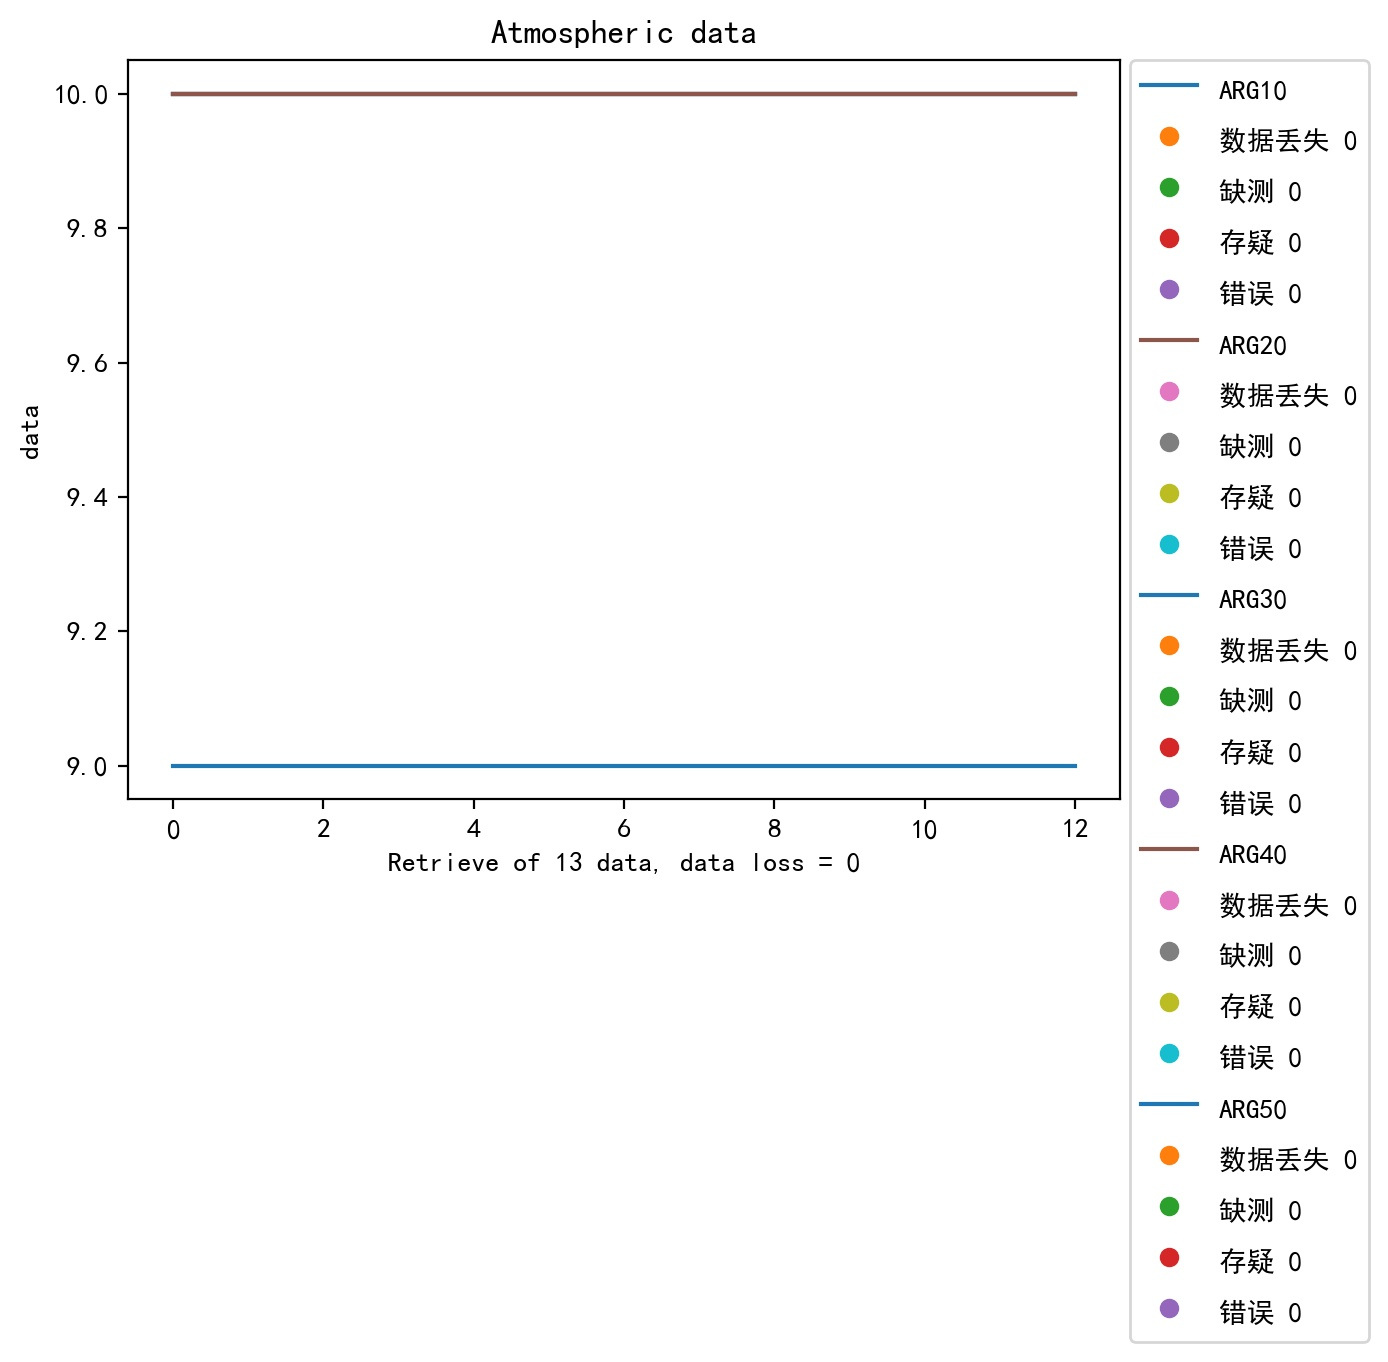 Atmospheric data
data
10.0
9.8
9.6
9.4
9.2
9.0
0 2 4 6 8 10 12
Retrieve of 13 data, data loss = 0
ARG10
数据丢失 0
缺测 0
存疑 0
错误 0
ARG20
数据丢失 0
缺测 0
存疑 0
错误 0
ARG30
数据丢失 0
缺测 0
存疑 0
错误 0
ARG40
数据丢失 0
缺测 0
存疑 0
错误 0
ARG50
数据丢失 0
缺测 0
存疑 0
错误 0